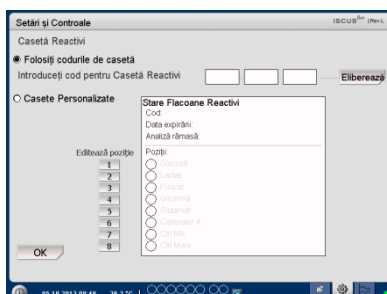 Setări și Controale
ISCUS
Casetă Reactivi
Folosiți codurile de casetă
Introduceți cod pentru Casetă Reactivi
Eliberează
Casete Personalizate
Stare Flacoane Reactivi
Cod:
Data expirării:
Analiză rămasă:
Editează poziție
Poziții:
1 Glucoză
2 Lactat
3 Piruvat
4 Glicerină
5 Glutamat
6 Calibrator A
7 Ctrl Mic
8 Ctrl Mare
OK